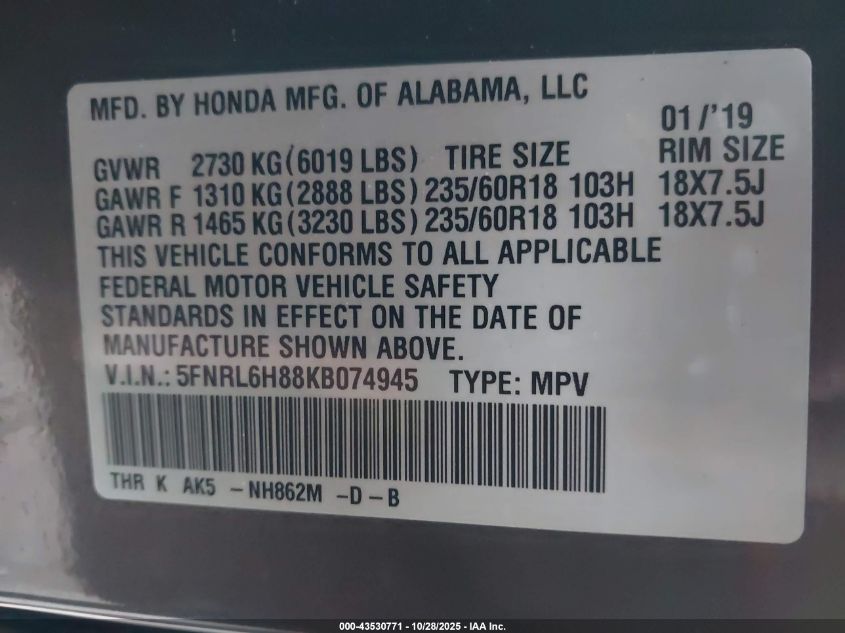 MFD. BY HONDA MFG. OF ALABAMA, LLC
01/'19
GVWR 2730 KG(6019 LBS) TIRE SIZE RIM SIZE
GAWR F 1310 KG(2888 LBS) 235/60R18 103H 18X7.5J
GAWR R 1465 KG(3230 LBS) 235/60R18 103H 18X7.5J
THIS VEHICLE CONFORMS TO ALL APPLICABLE
FEDERAL MOTOR VEHICLE SAFETY
STANDARDS IN EFFECT ON THE DATE OF
MANUFACTURE SHOWN ABOVE.
V.I.N.: 5FNRL6H88KB074945 TYPE: MPV
THR K AK5 -NH862M -D-B
000-43530771 - 10/28/2025 - IAA Inc.